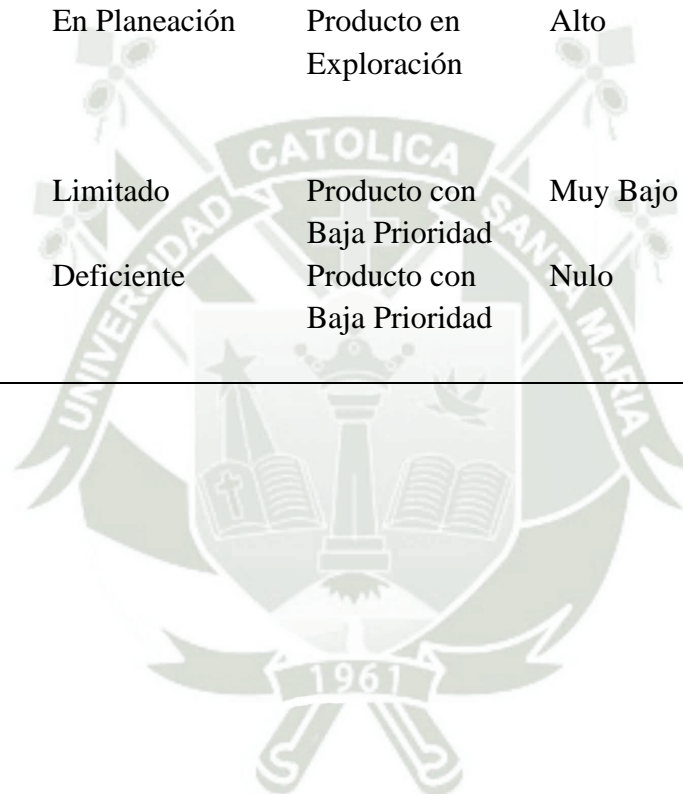 En Planeación Producto en Alto
Exploración
CATOLICA
UNIVERSIDAD
SANTA MARIA
Limitado Producto con Muy Bajo
Baja Prioridad
Deficiente Producto con Nulo
Baja Prioridad
1961